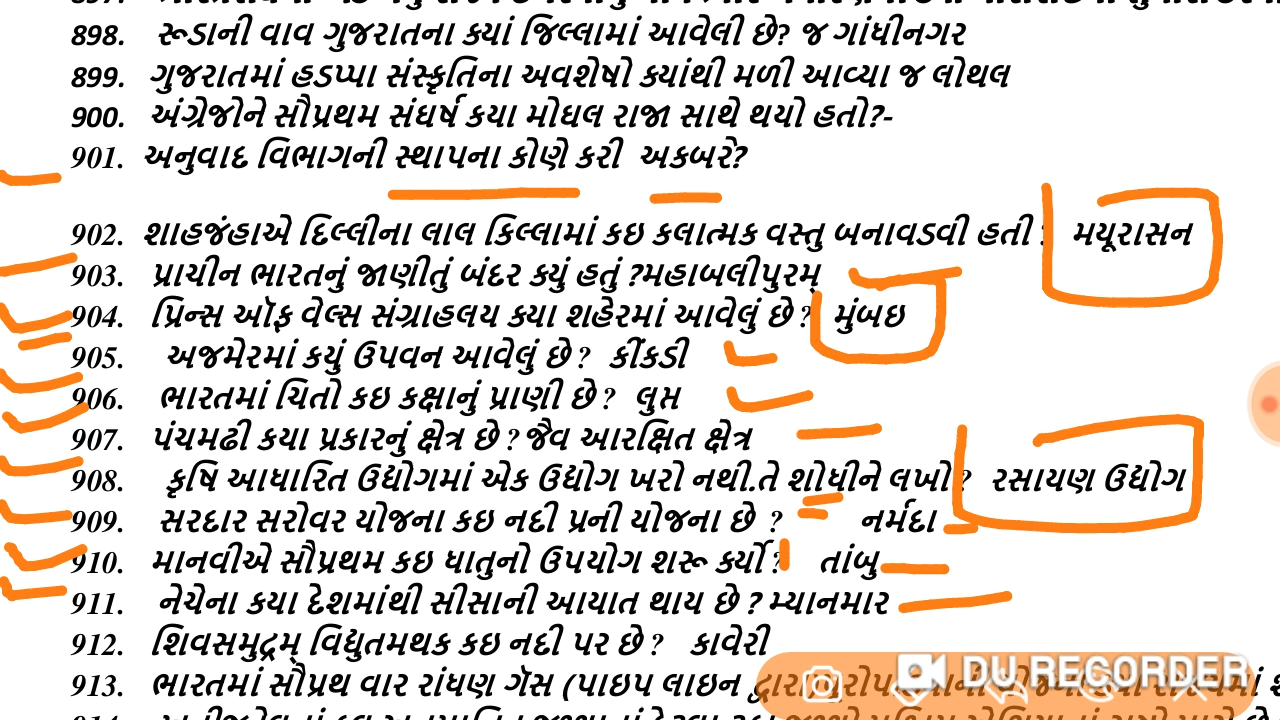 898. રૂડાની વાવ ગુજરાતના કયાં જિલ્લામાં આવેલી છે? જ ગાંધીનગર
899. ગુજરાતમાં હડપ્પા સંસ્કૃતિના અવશેષો ક્યાંથી મળી આવ્યા જ લોથલ
900. અંગ્રેજોને સૌપ્રથમ સંઘર્ષ કયા મોઘલ રાજા સાથે થયો હતો?-
901. અનુવાદ વિભાગની સ્થાપના કોણે કરી અકબરે?
902. શાહજંહાએ દિલ્લીના લાલ કિલ્લામાં કઇ કલાત્મક વસ્તુ બનાવડવી હતી ? મયૂરાસન
903. પ્રાચીન ભારતનું જાણીતું બંદર કયું હતું ?મહાબલીપુરમ્
904. પ્રિન્સ ઑફ વેલ્સ સંગ્રાહલય કયા શહેરમાં આવેલું છે ? મુંબઇ
905. અજમેરમાં કયું ઉપવન આવેલું છે ? કીંકડી
906. ભારતમાં ચિતો કઇ કક્ષાનું પ્રાણી છે ? લુપ્ત
907. પંચમઢી કયા પ્રકારનું ક્ષેત્ર છે ? જૈવ આરક્ષિત ક્ષેત્ર
908. કૃષિ આધારિત ઉદ્યોગમાં એક ઉદ્યોગ ખરો નથી.તે શોધીને લખો ? રસાયણ ઉદ્યોગ
909. સરદાર સરોવર યોજના કઇ નદી પ્રની યોજના છે ? નર્મદા
910. માનવીએ સૌપ્રથમ કઇ ધાતુનો ઉપયોગ શરૂ કર્યો ? તાંબુ
911. નેચેના કયા દેશમાંથી સીસાની આયાત થાય છે ? મ્યાનમાર
912. શિવસમુદ્રમ્ વિદ્યુતમથક કઇ નદી પર છે ? કાવેરી
913. ભારતમાં સૌપ્રથ વાર રાંધણ ગૅસ (પાઇપ લાઇન દ્વારા
DU RECORDER